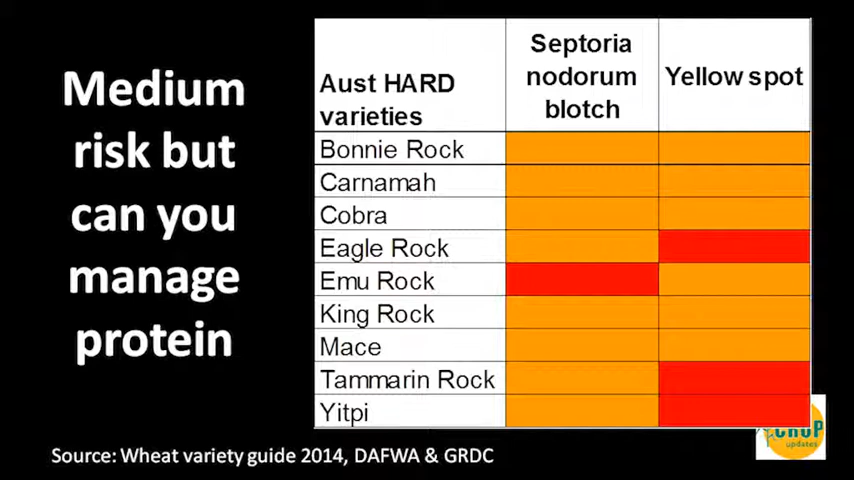 Medium
risk but
can you
manage
protein
Aust HARD
varieties
Septoria
nodorum
blotch
Yellow spot
Bonnie Rock
Carnamah
Cobra
Eagle Rock
Emu Rock
King Rock
Mace
Tammarin Rock
Yitpi
Source: Wheat variety guide 2014, DAFWA & GRDC
CROP
updates